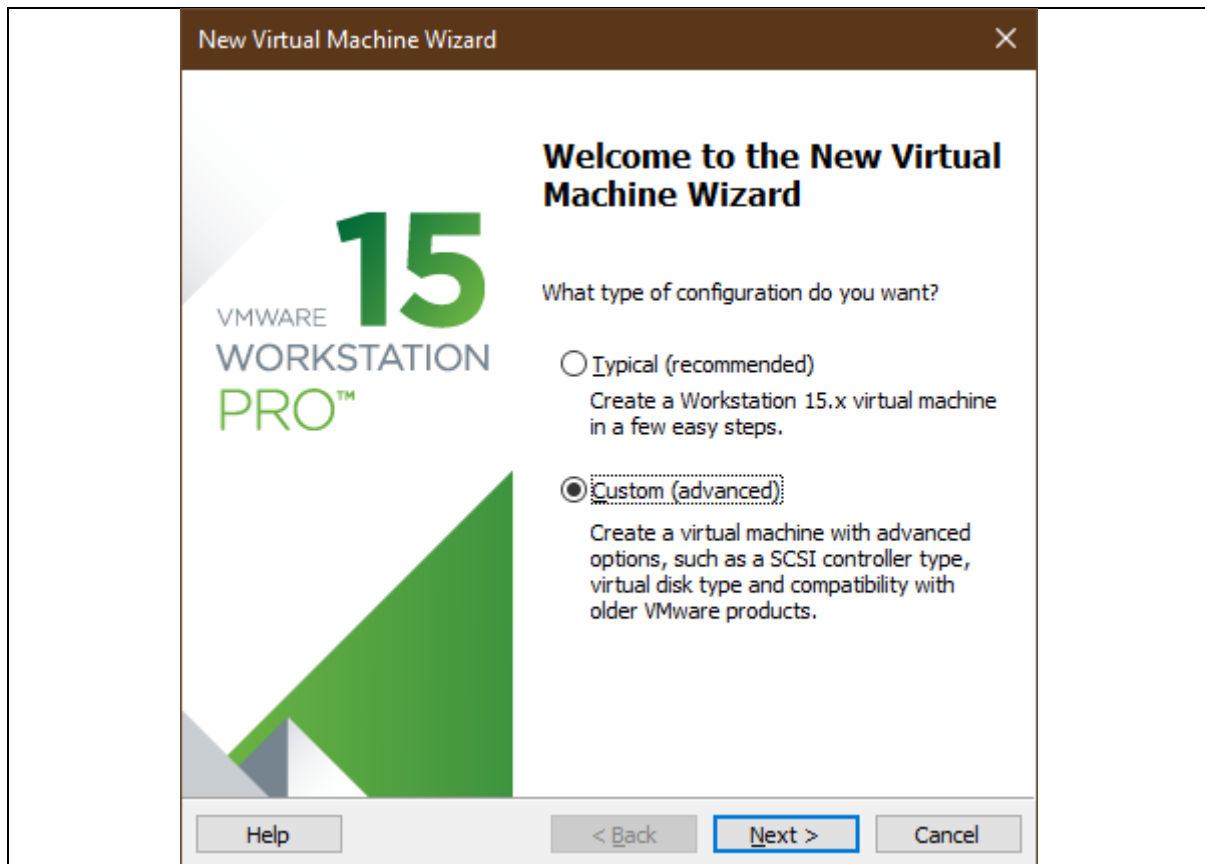 New Virtual Machine Wizard
Welcome to the New Virtual
Machine Wizard
15
VMWARE
WORKSTATION
PRO™
What type of configuration do you want?
Typical (recommended)
Create a Workstation 15.x virtual machine
in a few easy steps.
Custom (advanced)
Create a virtual machine with advanced
options, such as a SCSI controller type,
virtual disk type and compatibility with
older VMware products.
Help
< Back
Next >
Cancel